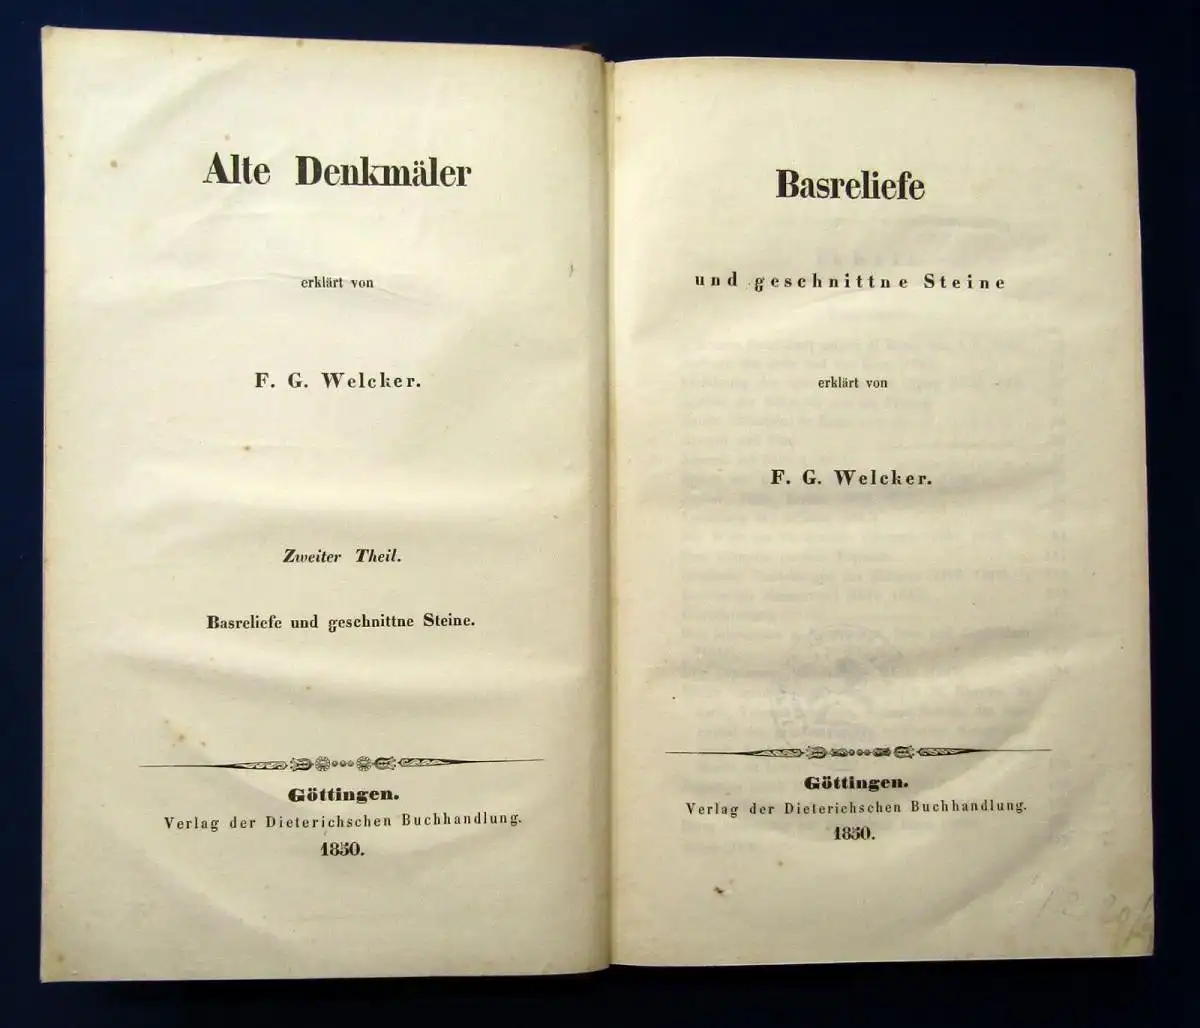 Alte Denkmäler
erklärt von
F. G. Welcker.
Zweiter Theil.
Basreliefe und geschnittne Steine.
Göttingen.
Verlag der Dieterichschen Buchhandlung.
1850.
Basreliefe
und geschnittne Steine
erklärt von
F. G. Welcker.
Göttingen.
Verlag der Dieterichschen Buchhandlung.
1850.